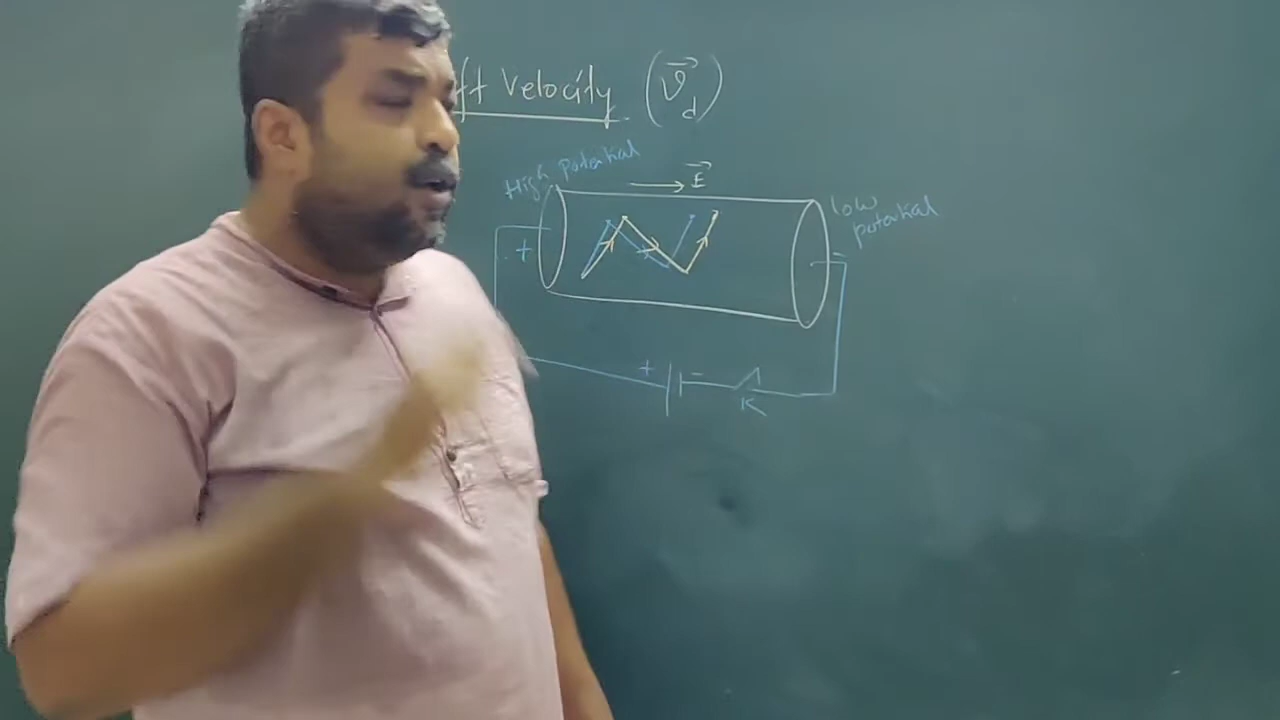 ft Velocity. (v⃗d)
High Potential
E⃗
low
potential
+
-
+ -
K